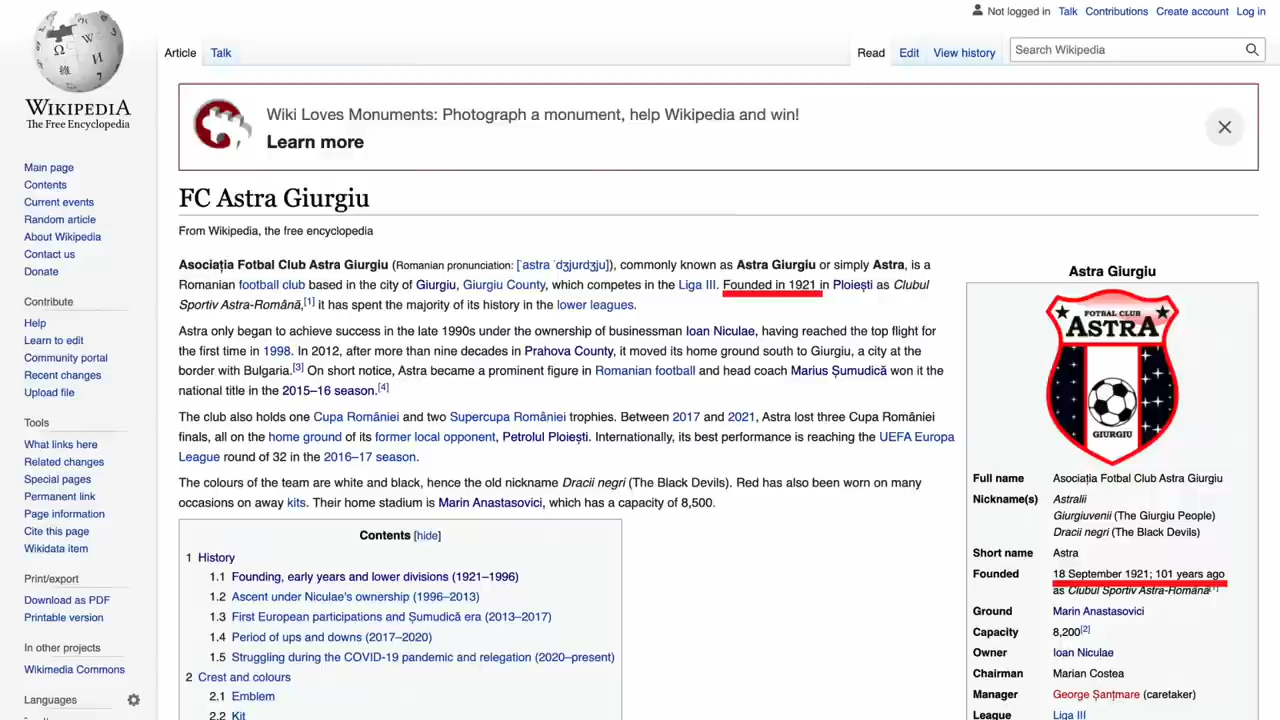 Not logged in Talk Contributions Create account Log in
Article Talk Read Edit View history Search Wikipedia
WIKIPEDIA
The Free Encyclopedia
Wiki Loves Monuments: Photograph a monument, help Wikipedia and win!
Learn more
Main page
Contents
Current events
Random article
About Wikipedia
Contact us
Donate
Contribute
Help
Learn to edit
Community portal
Recent changes
Upload file
Tools
What links here
Related changes
Special pages
Permanent link
Page information
Cite this page
Wikidata item
Print/export
Download as PDF
Printable version
In other projects
Wikimedia Commons
Languages
FC Astra Giurgiu
From Wikipedia, the free encyclopedia
Asociația Fotbal Club Astra Giurgiu (Romanian pronunciation: [ˈastra ˈdʒjurdʒju]), commonly known as Astra Giurgiu or simply Astra, is a
Romanian football club based in the city of Giurgiu, Giurgiu County, which competes in the Liga III. Founded in 1921 in Ploiești as Clubul
Sportiv Astra-Română,[1] it has spent the majority of its history in the lower leagues.
Astra only began to achieve success in the late 1990s under the ownership of businessman Ioan Niculae, having reached the top flight for
the first time in 1998. In 2012, after more than nine decades in Prahova County, it moved its home ground south to Giurgiu, a city at the
border with Bulgaria.[3] On short notice, Astra became a prominent figure in Romanian football and head coach Marius Șumudică won it the
national title in the 2015–16 season.[4]
The club also holds one Cupa României and two Supercupa României trophies. Between 2017 and 2021, Astra lost three Cupa României
finals, all on the home ground of its former local opponent, Petrolul Ploiești. Internationally, its best performance is reaching the UEFA Europa
League round of 32 in the 2016–17 season.
The colours of the team are white and black, hence the old nickname Dracii negri (The Black Devils). Red has also been worn on many
occasions on away kits. Their home stadium is Marin Anastasovici, which has a capacity of 8,500.
Contents [hide]
1 History
1.1 Founding, early years and lower divisions (1921–1996)
1.2 Ascent under Niculae's ownership (1996–2013)
1.3 First European participations and Șumudică era (2013–2017)
1.4 Period of ups and downs (2017–2020)
1.5 Struggling during the COVID-19 pandemic and relegation (2020–present)
2 Crest and colours
2.1 Emblem
2.2 Kit
Astra Giurgiu
FOTBAL CLUB
ASTRA
GIURGIU
Full name Asociația Fotbal Club Astra Giurgiu
Nickname(s) Astralii
Giurgiuvenii (The Giurgiu People)
Dracii negri (The Black Devils)
Short name Astra
Founded 18 September 1921; 101 years ago
as Clubul Sportiv Astra-Română[1]
Ground Marin Anastasovici
Capacity 8,200[2]
Owner Ioan Niculae
Chairman Marian Costea
Manager George Șanțmare (caretaker)
League Liga III